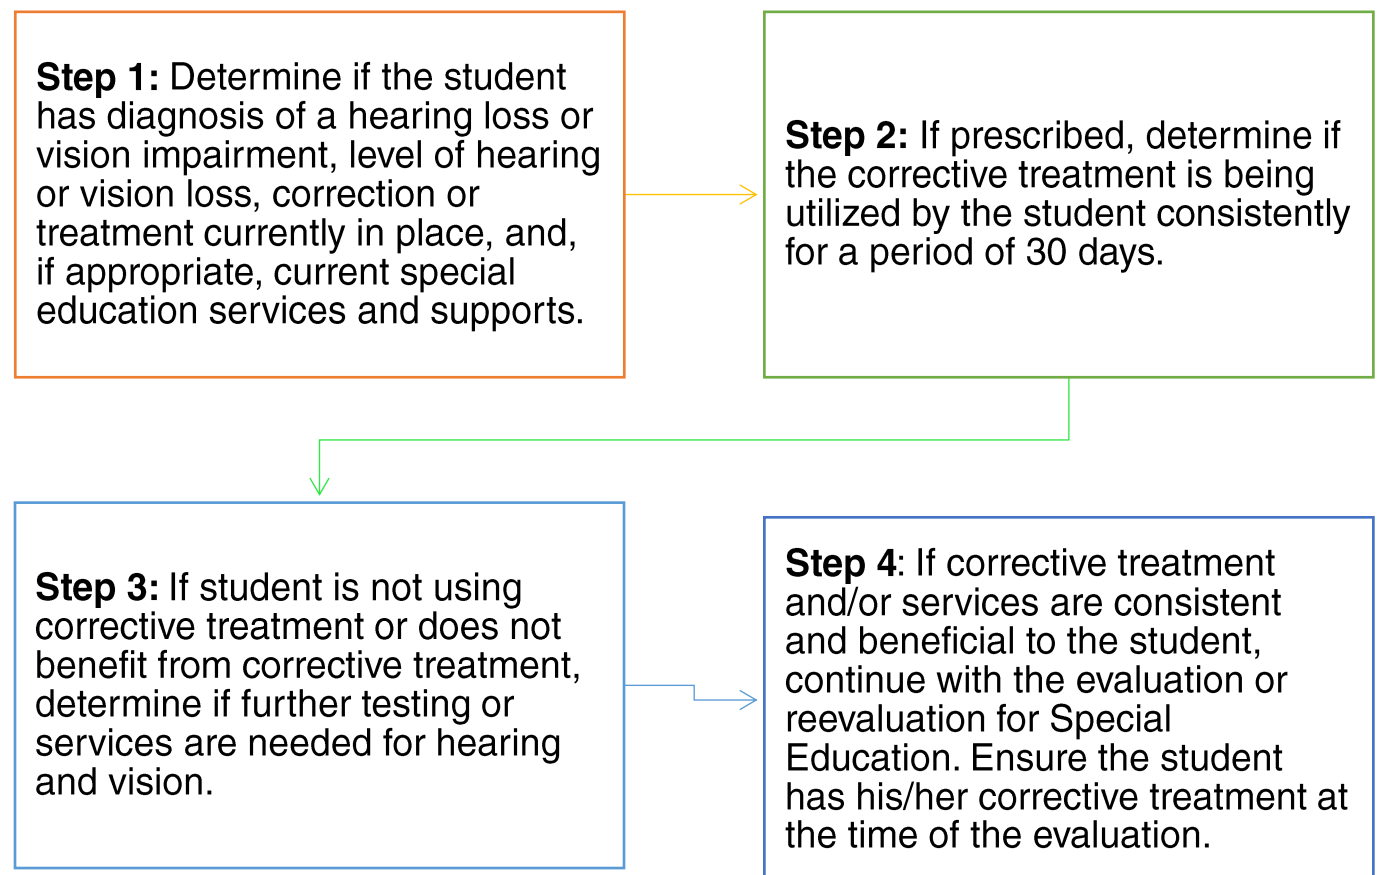 Step 1: Determine if the student
has diagnosis of a hearing loss or
vision impairment, level of hearing
or vision loss, correction or
treatment currently in place, and,
if appropriate, current special
education services and supports.
Step 2: If prescribed, determine if
the corrective treatment is being
utilized by the student consistently
for a period of 30 days.
Step 3: If student is not using
corrective treatment or does not
benefit from corrective treatment,
determine if further testing or
services are needed for hearing
and vision.
Step 4: If corrective treatment
and/or services are consistent
and beneficial to the student,
continue with the evaluation or
reevaluation for Special
Education. Ensure the student
has his/her corrective treatment at
the time of the evaluation.